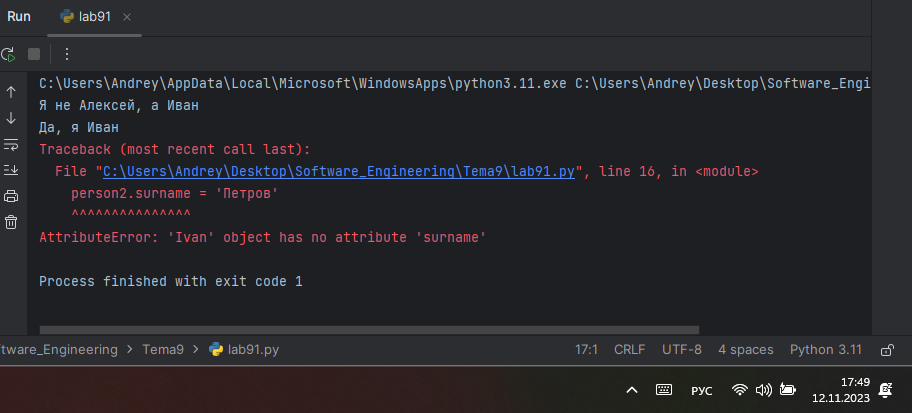 Run lab91
C:\Users\Andrey\AppData\Local\Microsoft\WindowsApps\python3.11.exe C:\Users\Andrey\Desktop\Software_Engi
Я не Алексей, а Иван
Да, я Иван
Traceback (most recent call last):
File "C:\Users\Andrey\Desktop\Software_Engineering\Tema9\lab91.py", line 16, in <module>
person2.surname = 'Петров'
^^^^^^^^^^^^^^^
AttributeError: 'Ivan' object has no attribute 'surname'
Process finished with exit code 1
ftware_Engineering > Tema9 > lab91.py 17:1 CRLF UTF-8 4 spaces Python 3.11
РУС 17:49
12.11.2023